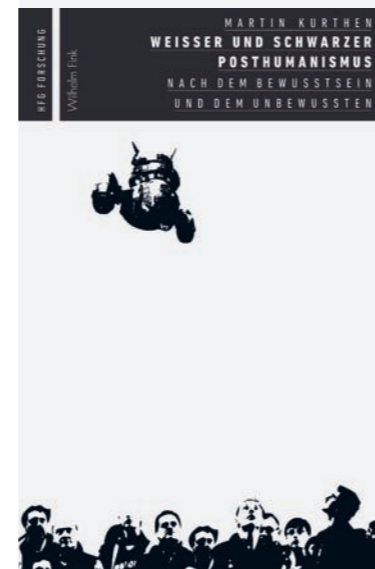 HFG FORSCHUNG
Wilhelm Fink
MARTIN KURTHEN
WEISSER UND SCHWARZER
POSTHUMANISMUS
NACH DEM BEWUSSTSEIN
UND DEM UNBEWUSSTEN